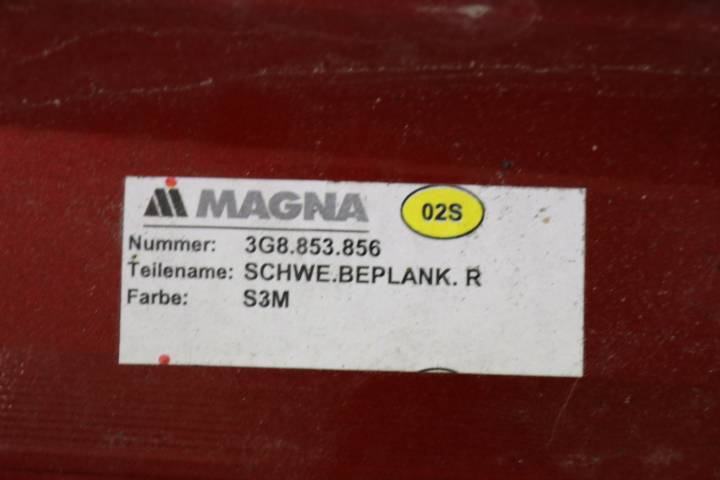 MAGNA 02S
Nummer: 3G8.853.856
Teilename: SCHWE.BEPLANK. R
Farbe: S3M